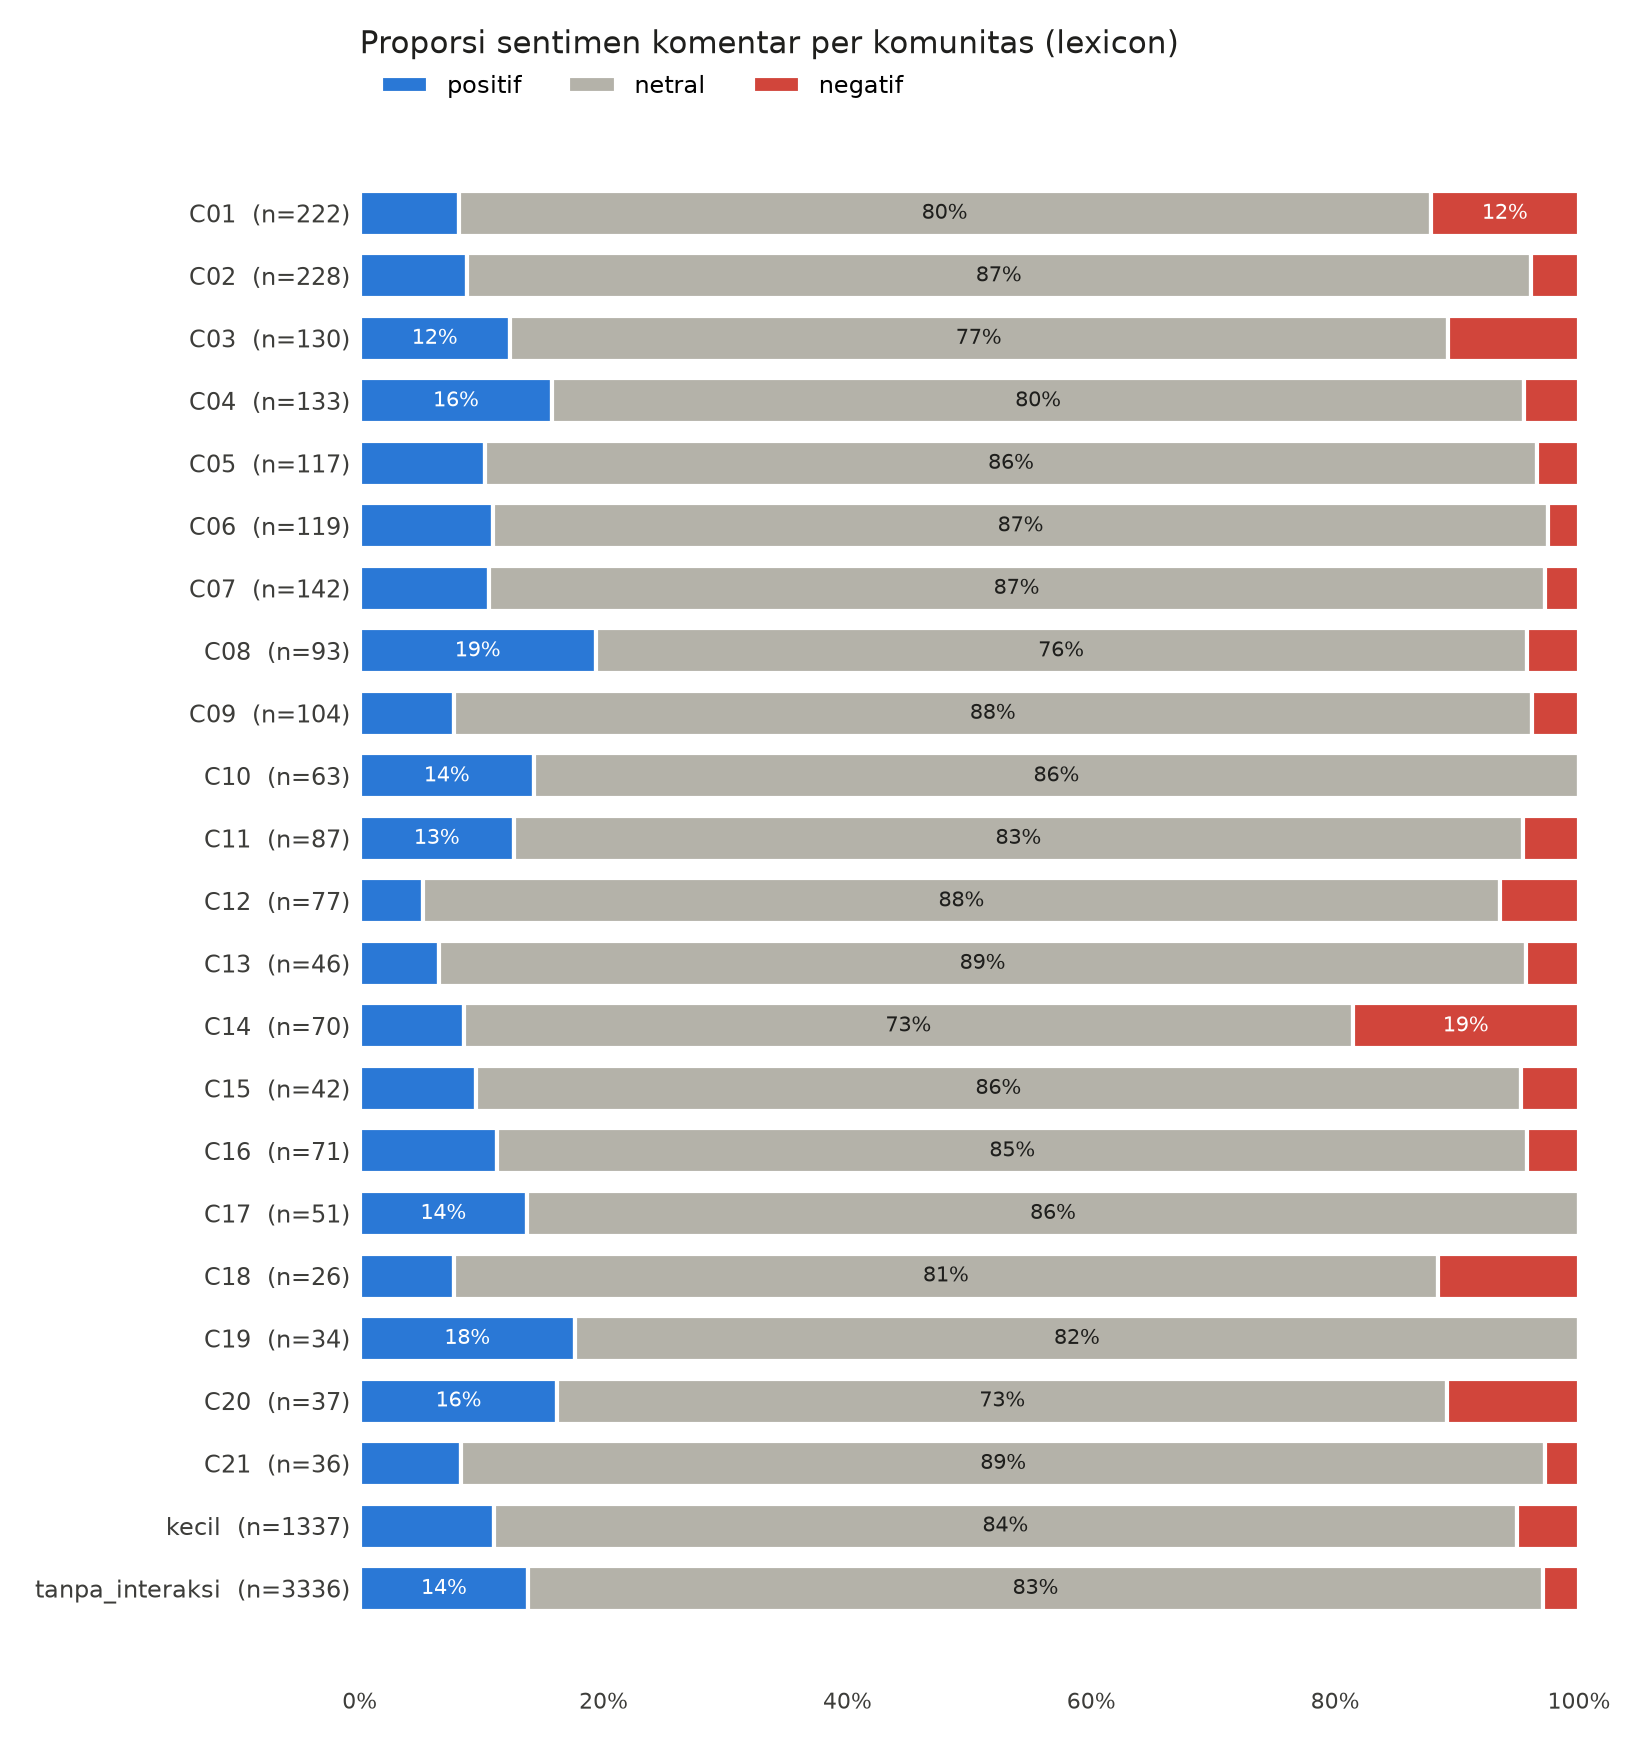 Proporsi sentimen komentar per komunitas (lexicon)
positif netral negatif
C01 (n=222) 80% 12%
C02 (n=228) 87%
C03 (n=130) 12% 77%
C04 (n=133) 16% 80%
C05 (n=117) 86%
C06 (n=119) 87%
C07 (n=142) 87%
C08 (n=93) 19% 76%
C09 (n=104) 88%
C10 (n=63) 14% 86%
C11 (n=87) 13% 83%
C12 (n=77) 88%
C13 (n=46) 89%
C14 (n=70) 73% 19%
C15 (n=42) 86%
C16 (n=71) 85%
C17 (n=51) 14% 86%
C18 (n=26) 81%
C19 (n=34) 18% 82%
C20 (n=37) 16% 73%
C21 (n=36) 89%
kecil (n=1337) 84%
tanpa_interaksi (n=3336) 14% 83%
0% 20% 40% 60% 80% 100%